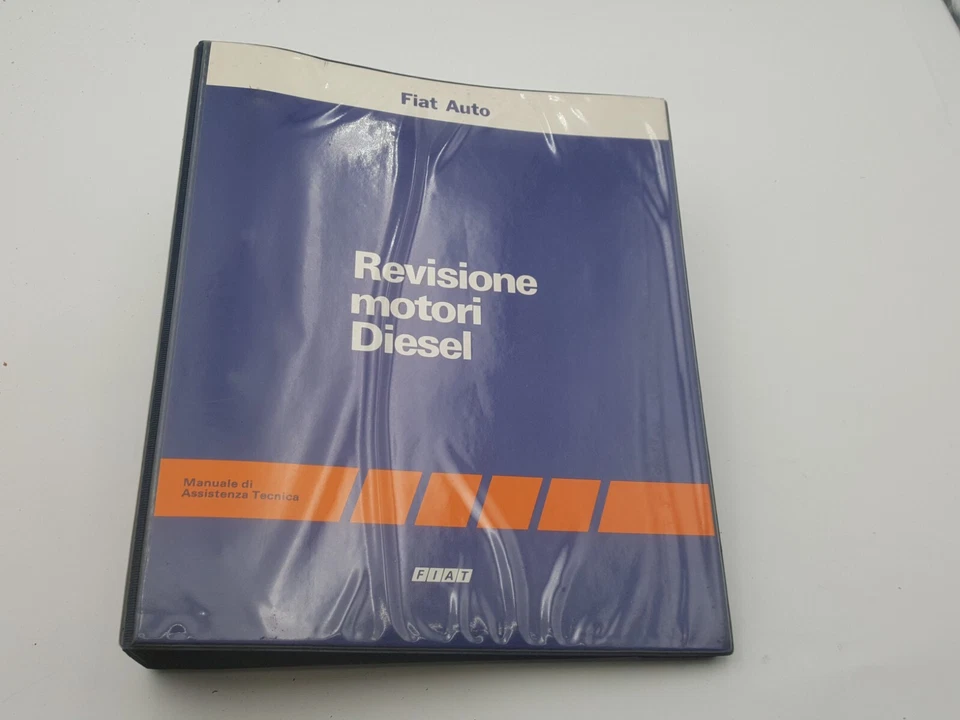 Fiat Auto
Revisione
motori
Diesel
Manuale di
Assistenza Tecnica
FIAT